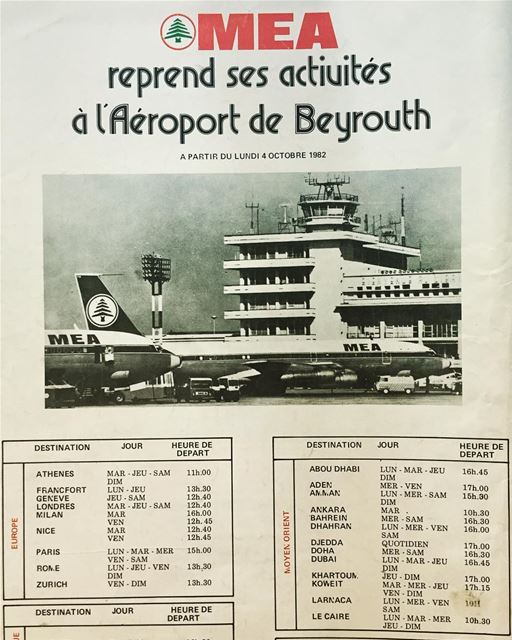 MEA
reprend ses activités
à l'Aéroport de Beyrouth
A PARTIR DU LUNDI 4 OCTOBRE 1982
MEA
MEA
DESTINATION JOUR HEURE DE DEPART
EUROPE
ATHENES MAR - JEU - SAM 11h.00
DIM
FRANCFORT LUN - JEU 13h.30
GENEVE JEU - SAM 12h.40
LONDRES MAR - JEU - SAM 12h.40
MILAN MAR 16h.00
VEN 12h.45
NICE MAR 12h.40
VEN 12h.45
PARIS LUN - MAR - MER 15h.00
VEN - SAM
ROME LUN - JEU - VEN 13h.30
DIM
ZURICH VEN - DIM 13h.30
DESTINATION JOUR HEURE DE DEPART
MOYEN ORIENT
ABOU DHABI LUN - MAR - JEU 16h.45
DIM
ADEN MER - VEN 17h.00
AMMAN LUN - MER - SAM 15h.30
DIM
ANKARA MAR . 10h.30
BAHREIN MER - SAM 16h.30
DHAHRAN LUN - MER - VEN 16h.00
SAM
DJEDDA QUOTIDIEN 17h.00
DOHA MER - SAM 16h.30
DUBAI LUN - MAR - JEU 16h.45
DIM
KHARTOUM JEU - DIM 17h.00
KOWEIT MAR - MER - JEU 17h.15
VEN - DIM
LARNACA LUN - MER - VEN
SAM
LE CAIRE LUN - MAR - MER 10h.30
JEU - DIM
DESTINATION JOUR HEURE DE DEPART